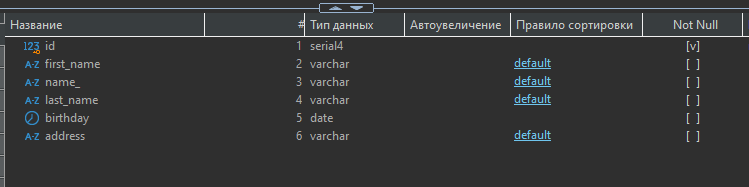 Название # Тип данных Автоувеличение Правило сортировки Not Null
123 id 1 serial4 [v]
A-Z first_name 2 varchar default [ ]
A-Z name_ 3 varchar default [ ]
A-Z last_name 4 varchar default [ ]
birthday 5 date [ ]
A-Z address 6 varchar default [ ]